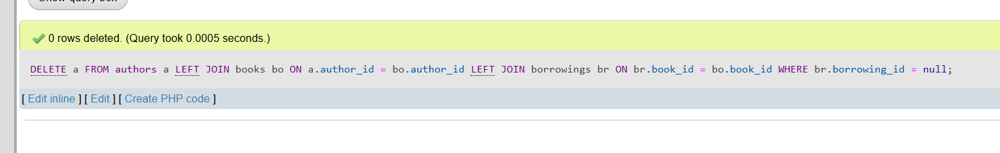 Show query box
0 rows deleted. (Query took 0.0005 seconds.)
DELETE a FROM authors a LEFT JOIN books bo ON a.author_id = bo.author_id LEFT JOIN borrowings br ON br.book_id = bo.book_id WHERE br.borrowing_id = null;
[ Edit inline ] [ Edit ] [ Create PHP code ]